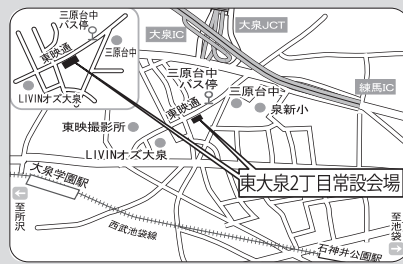 三原台中
バス停
東映通
三原台中
LIVINオズ大泉
大泉IC
大泉JCT
練馬IC
三原台中
バス停
東映通
三原台中
泉新小
東映撮影所
LIVINオズ大泉
東大泉2丁目常設会場
大泉学園駅
至所沢
西武池袋線
石神井公園駅
至池袋